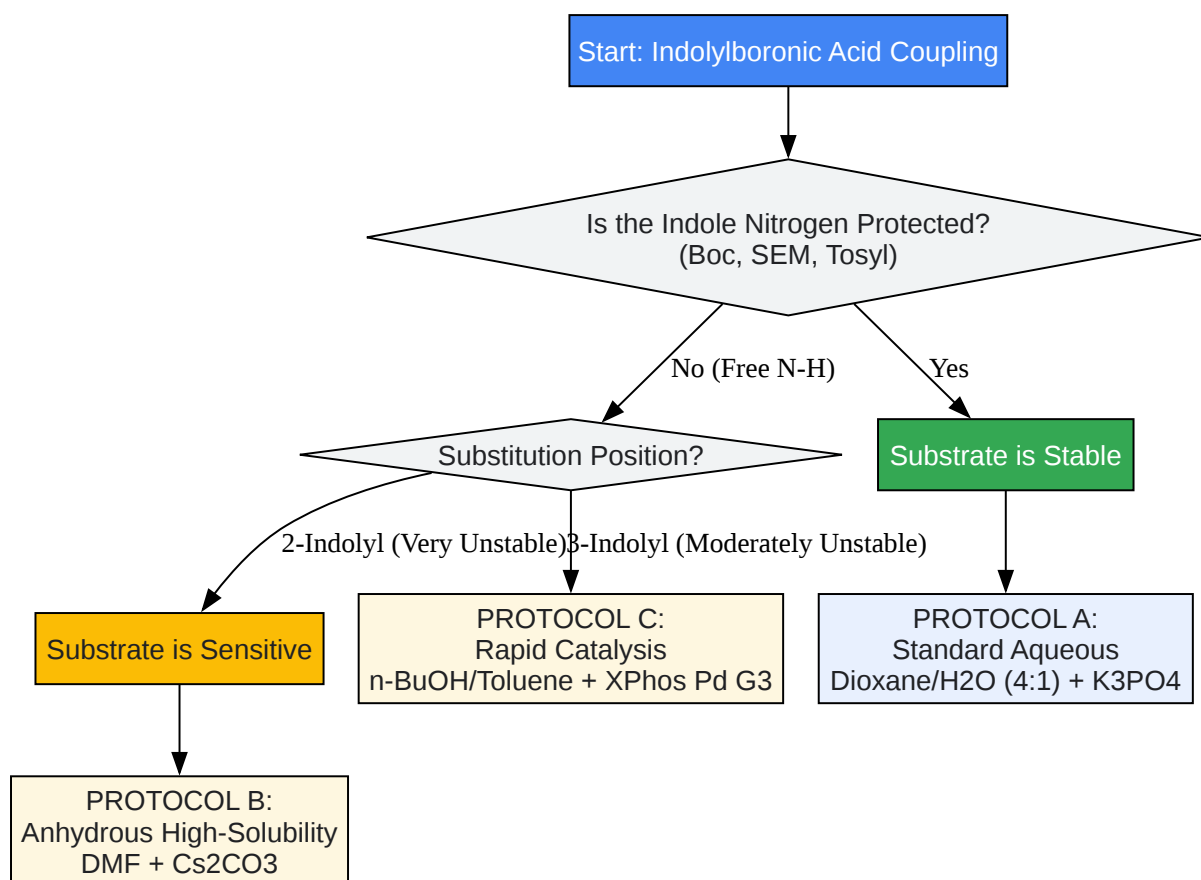 Start: Indolylboronic Acid Coupling
Is the Indole Nitrogen Protected?
(Boc, SEM, Tosyl)
No (Free N-H)
Yes
Substitution Position?
Substrate is Stable
2-Indolyl (Very Unstable)
3-Indolyl (Moderately Unstable)
Substrate is Sensitive
PROTOCOL C:
Rapid Catalysis
n-BuOH/Toluene + XPhos Pd G3
PROTOCOL A:
Standard Aqueous
Dioxane/H2O (4:1) + K3PO4
PROTOCOL B:
Anhydrous High-Solubility
DMF + Cs2CO3